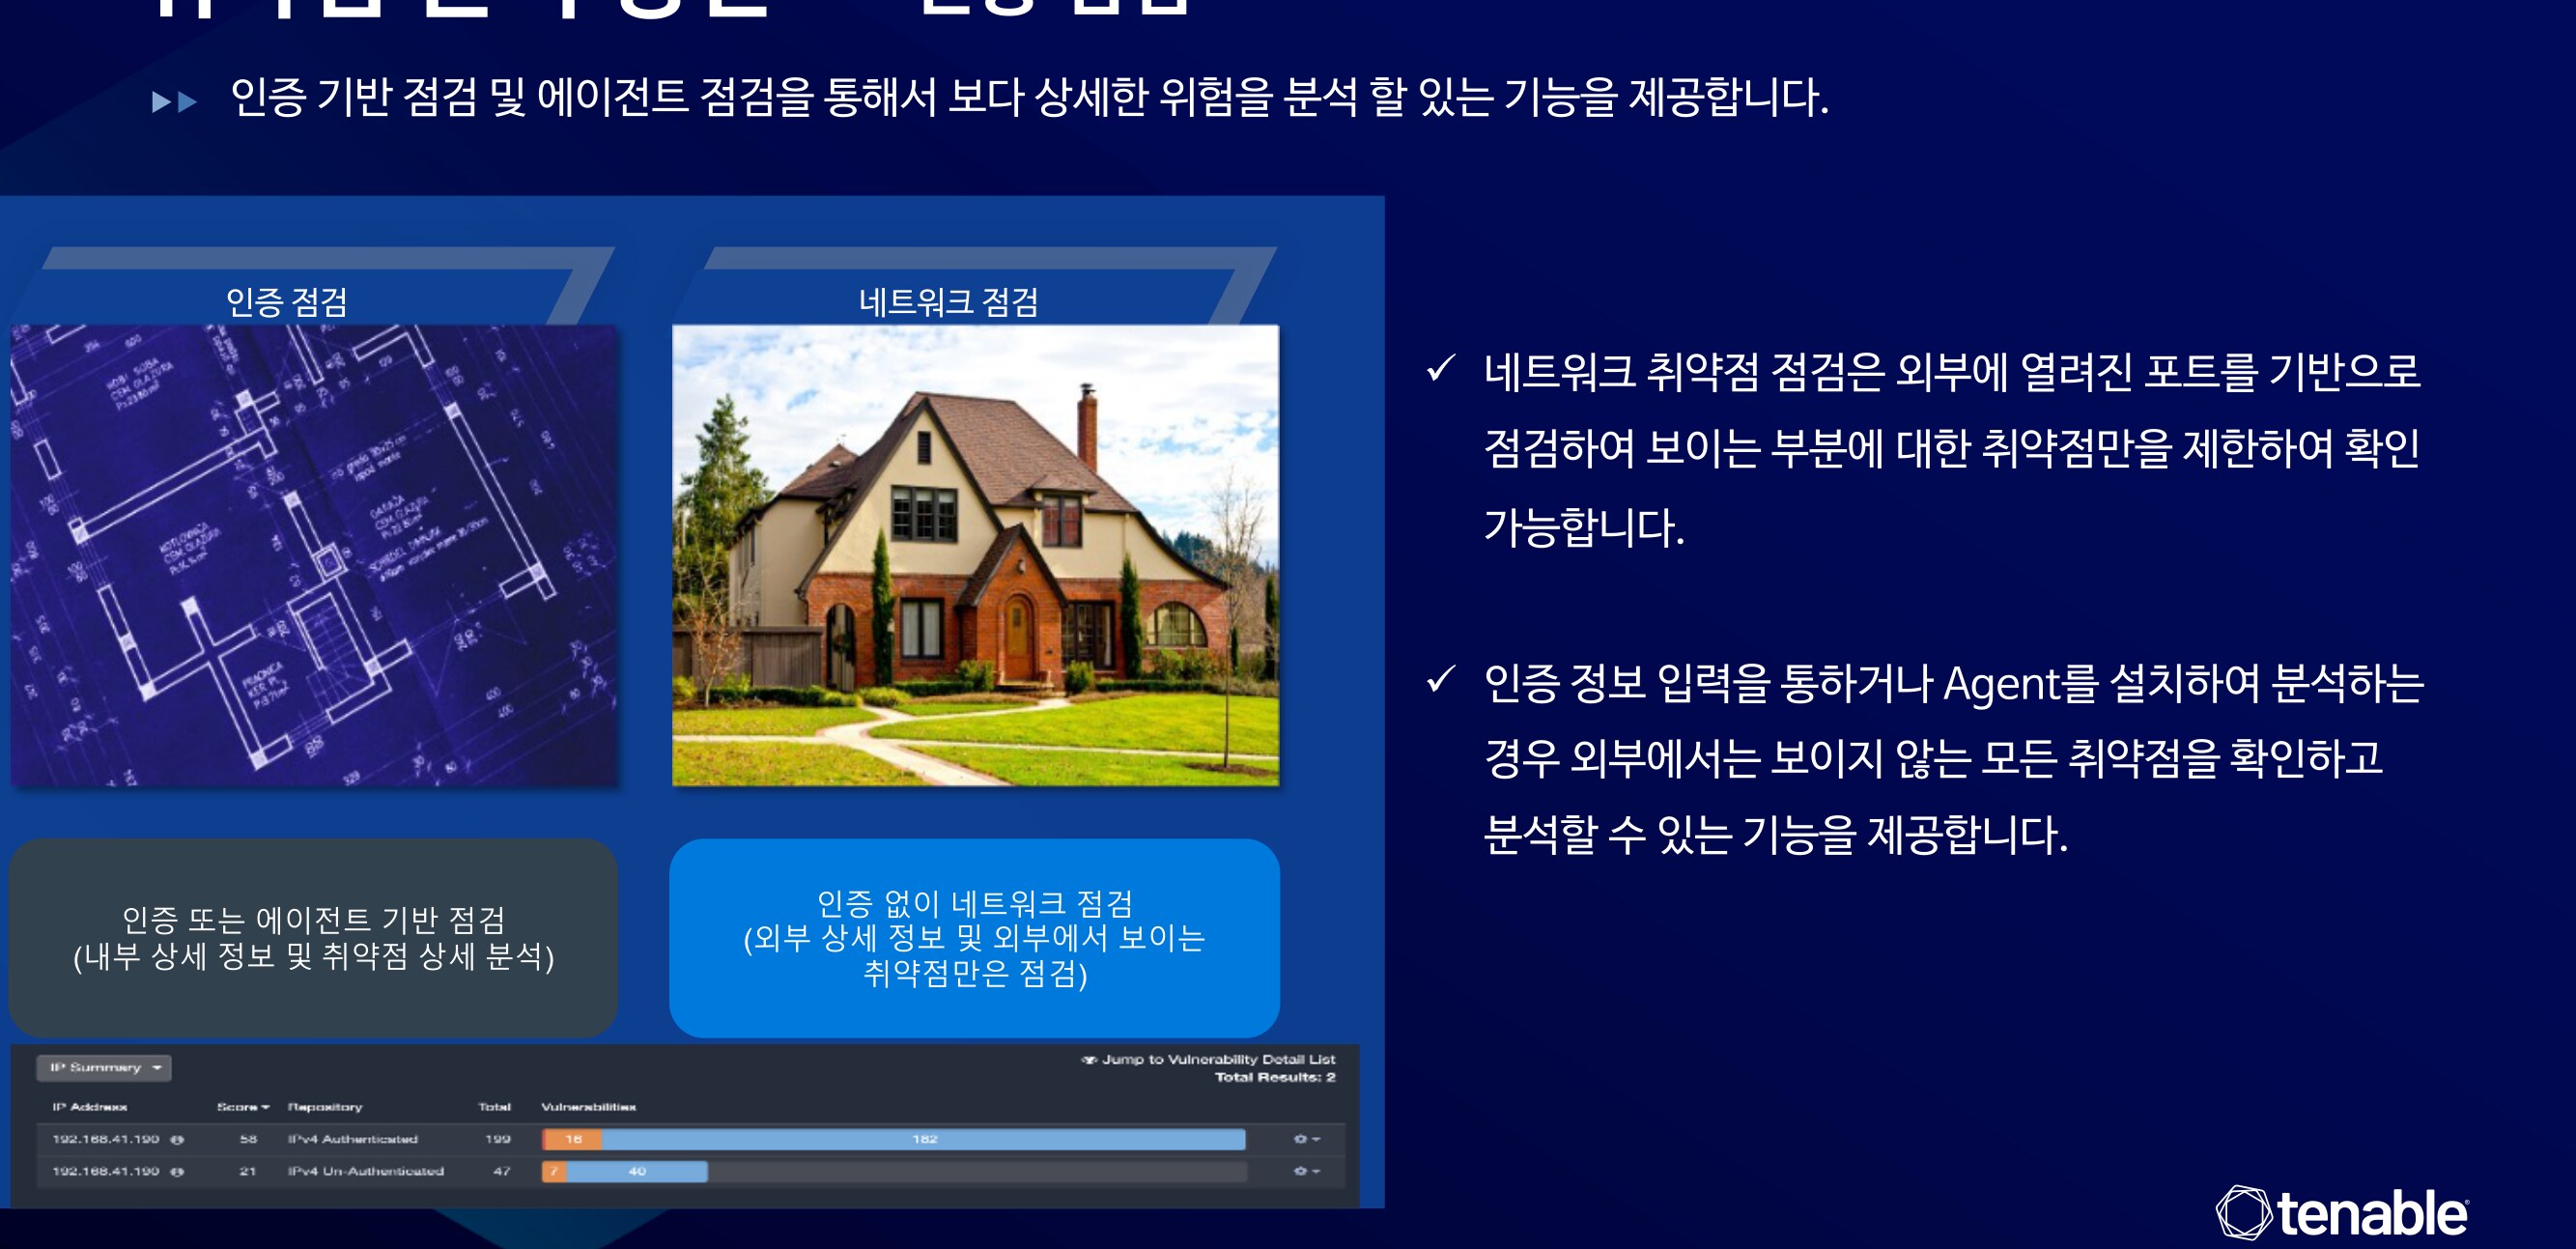 인증 점검
인증 기반 점검 및 에이전트 점검을 통해서 보다 상세한 위험을 분석 할 있는 기능을 제공합니다.
인증 점검
네트워크 점검
네트워크 취약점 점검은 외부에 열려진 포트를 기반으로
점검하여 보이는 부분에 대한 취약점만을 제한하여 확인
가능합니다.
인증 정보 입력을 통하거나 Agent를 설치하여 분석하는
경우 외부에서는 보이지 않는 모든 취약점을 확인하고
분석할 수 있는 기능을 제공합니다.
인증 또는 에이전트 기반 점검
(내부 상세 정보 및 취약점 상세 분석)
인증 없이 네트워크 점검
(외부 상세 정보 및 외부에서 보이는
취약점만은 점검)
IP Summary
Jump to Vulnerability Detail List
Total Results: 2
IP Address Score Repository Total Vulnerabilities
192.168.41.190 58 IPv4 Authenticated 199 16 182
192.168.41.190 21 IPv4 Un-Authenticated 47 7 40
tenable